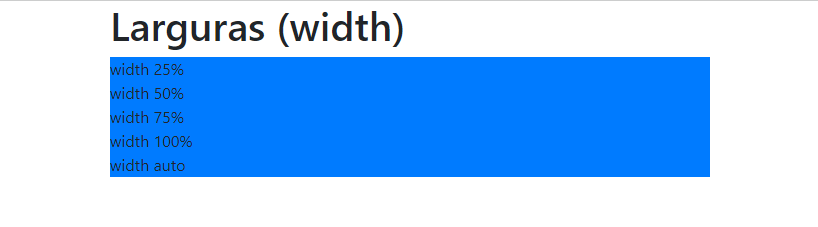 Larguras (width)
width 25%
width 50%
width 75%
width 100%
width auto